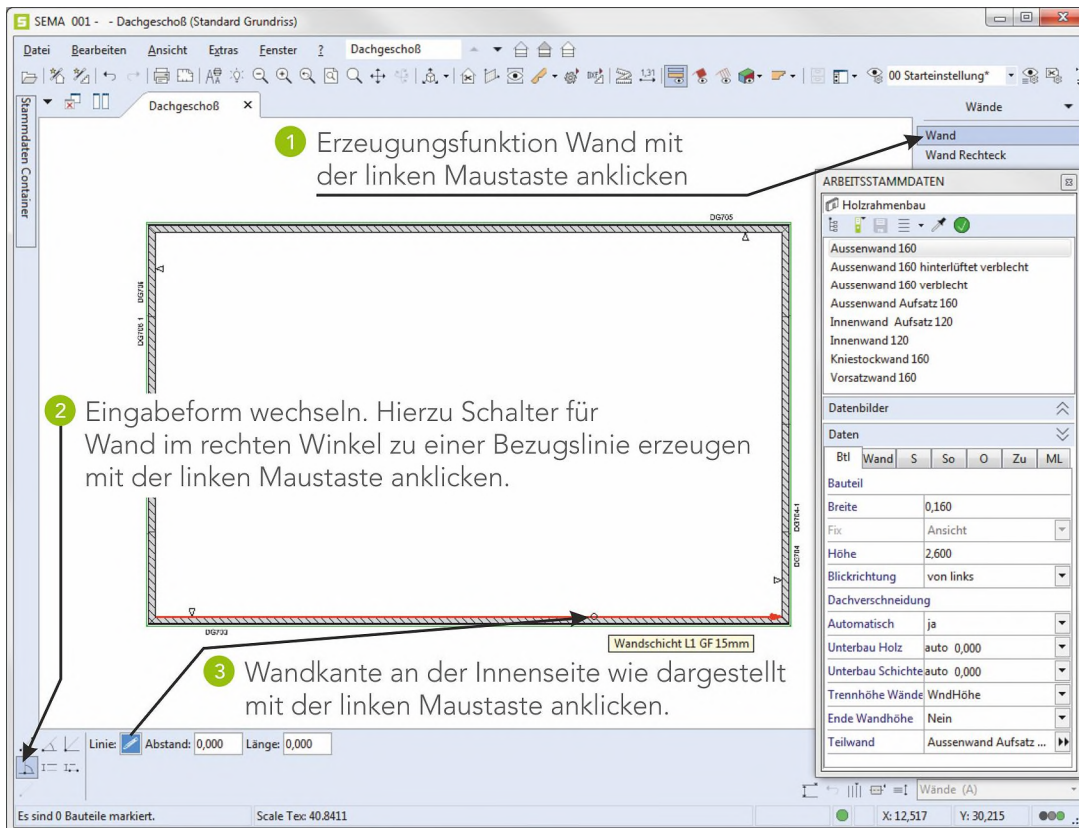 SEMA 001 - - Dachgeschoß (Standard Grundriss)
Datei Bearbeiten Ansicht Extras Fenster ? Dachgeschoß
00 Starteinstellung*
Stammdaten Container
Dachgeschoß
Wände
1 Erzeugungsfunktion Wand mit
der linken Maustaste anklicken
Wand
Wand Rechteck
ARBEITSSTAMMDATEN
Holzrahmenbau
Aussenwand 160
Aussenwand 160 hinterlüftet verblecht
Aussenwand 160 verblecht
Aussenwand Aufsatz 160
Innenwand Aufsatz 120
Innenwand 120
Kniestockwand 160
Vorsatzwand 160
Datenbilder
Daten
Btl Wand S So O Zu ML
Bauteil
Breite 0,160
Fix Ansicht
Höhe 2,600
Blickrichtung von links
Dachverschneidung
Automatisch ja
Unterbau Holz auto 0,000
Unterbau Schichte auto 0,000
Trennhöhe Wände WndHöhe
Ende Wandhöhe Nein
Teilwand Aussenwand Aufsatz ...
DG705
DG706-1
DG704-1
DG704
DG703
2 Eingabeform wechseln. Hierzu Schalter für
Wand im rechten Winkel zu einer Bezugslinie erzeugen
mit der linken Maustaste anklicken.
Wandschicht L1 GF 15mm
3 Wandkante an der Innenseite wie dargestellt
mit der linken Maustaste anklicken.
Linie: Abstand: 0,000 Länge: 0,000
Wände (A)
Es sind 0 Bauteile markiert. Scale Tex: 40.8411 X: 12,517 Y: 30,215